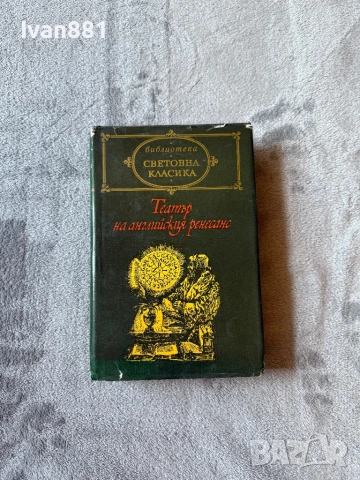 Ivan881
библиотека
СВЕТОВНА
КЛАСИКА
Театър
на английския ренесанс
BAZAR